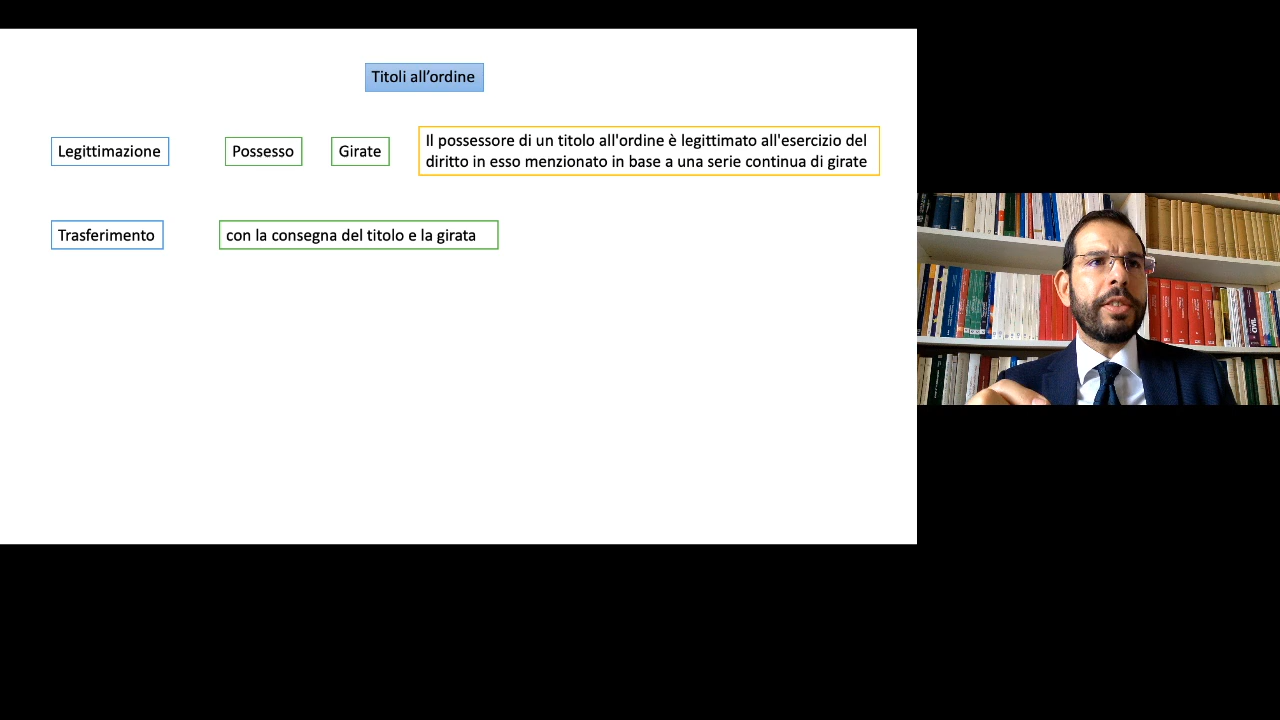 Titoli all’ordine
Legittimazione
Possesso
Girate
Il possessore di un titolo all'ordine è legittimato all'esercizio del
diritto in esso menzionato in base a una serie continua di girate
Trasferimento
con la consegna del titolo e la girata